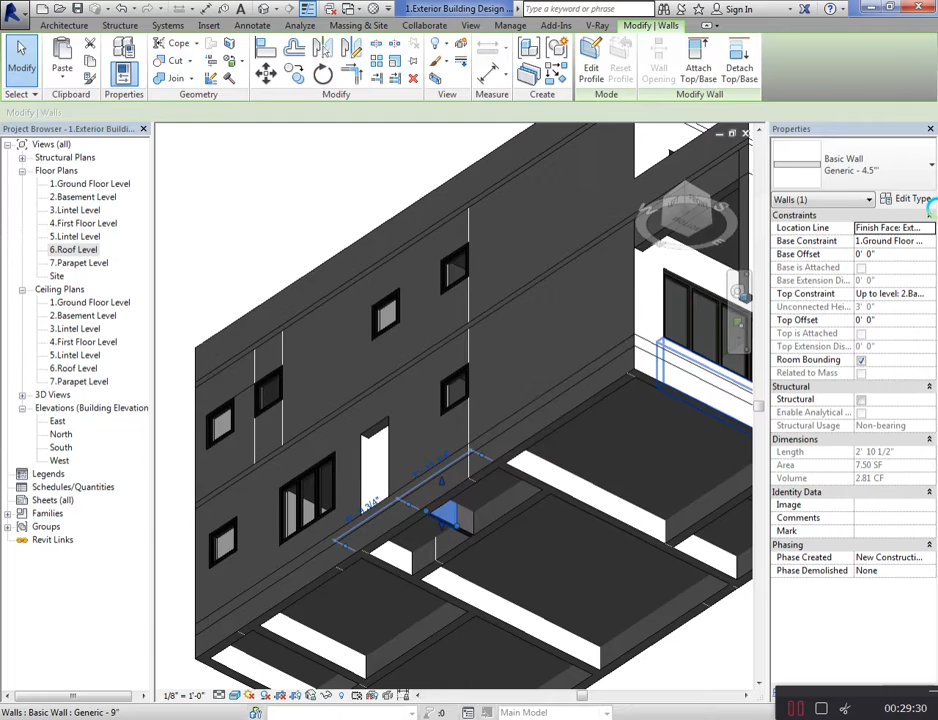 1.Exterior Building Design ...
Type a keyword or phrase
Sign In
Architecture Structure Systems Insert Annotate Analyze Massing & Site Collaborate View Manage Add-Ins V-Ray Modify | Walls
Modify
Paste
Properties
Cope
Cut
Join
Edit Profile
Reset Profile
Wall Opening
Attach Top/Base
Detach Top/Base
Select Clipboard Geometry Modify View Measure Create Mode Modify Wall
Modify | Walls
Project Browser - 1.Exterior Buildi...
Views (all)
Structural Plans
Floor Plans
1.Ground Floor Level
2.Basement Level
3.Lintel Level
4.First Floor Level
5.Lintel Level
6.Roof Level
7.Parapet Level
Site
Ceiling Plans
1.Ground Floor Level
2.Basement Level
3.Lintel Level
4.First Floor Level
5.Lintel Level
6.Roof Level
7.Parapet Level
3D Views
Elevations (Building Elevation
East
North
South
West
Legends
Schedules/Quantities
Sheets (all)
Families
Groups
Revit Links
Properties
Basic Wall
Generic - 4.5"
Walls (1)
Edit Type
Constraints
Location Line Finish Face: Ext...
Base Constraint 1.Ground Floor ...
Base Offset 0' 0"
Base is Attached
Base Extension Di... 0' 0"
Top Constraint Up to level: 2.Ba...
Unconnected Hei... 3' 0"
Top Offset 0' 0"
Top is Attached
Top Extension Dis... 0' 0"
Room Bounding
Related to Mass
Structural
Structural
Enable Analytical ...
Structural Usage Non-bearing
Dimensions
Length 2' 10 1/2"
Area 7.50 SF
Volume 2.81 CF
Identity Data
Image
Comments
Mark
Phasing
Phase Created New Constructi...
Phase Demolished None
1/8" = 1'-0"
Walls : Basic Wall : Generic - 9"
:0
Main Model
00:29:30